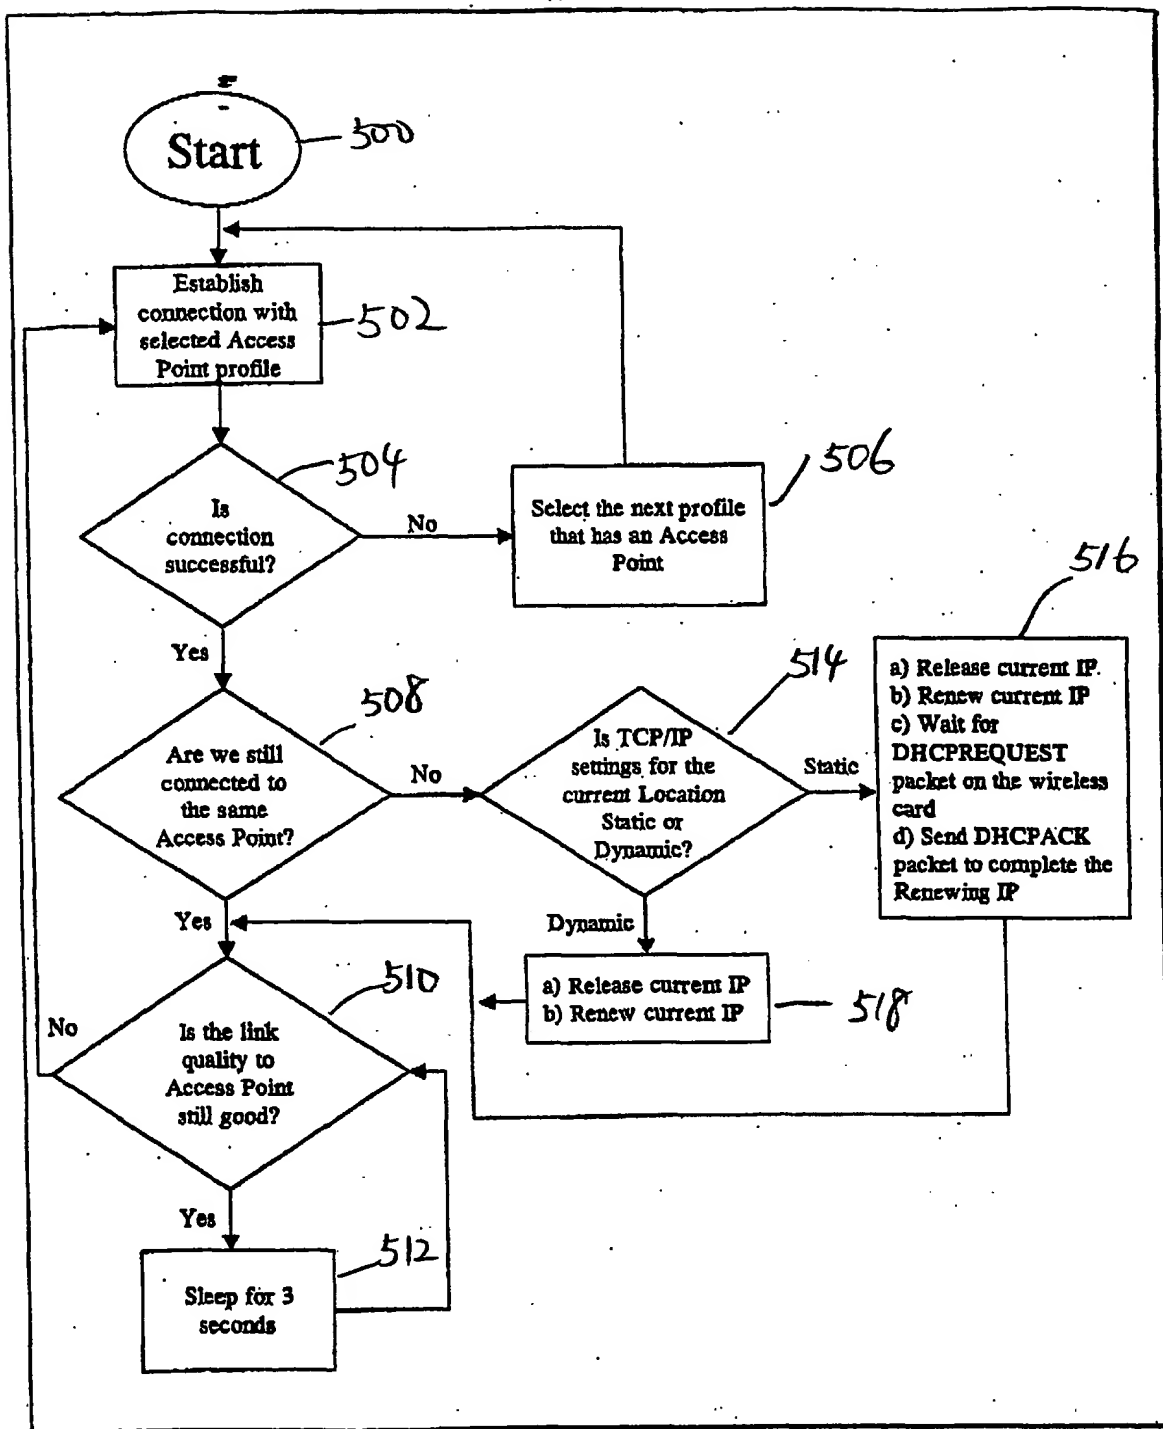 Start
500
Establish
connection with
selected Access
Point profile
502
504
Is
connection
successful?
No
506
Select the next profile
that has an Access
Point
516
Yes
508
514
Are we still
connected to
the same
Access Point?
No
Is TCP/IP
settings for the
current Location
Static or
Dynamic?
Static
a) Release current IP.
b) Renew current IP
c) Wait for
DHCPREQUEST
packet on the wireless
card
d) Send DHCPACK
packet to complete the
Renewing IP
Yes
Dynamic
510
a) Release current IP
b) Renew current IP
518
No
Is the link
quality to
Access Point
still good?
Yes
512
Sleep for 3
seconds